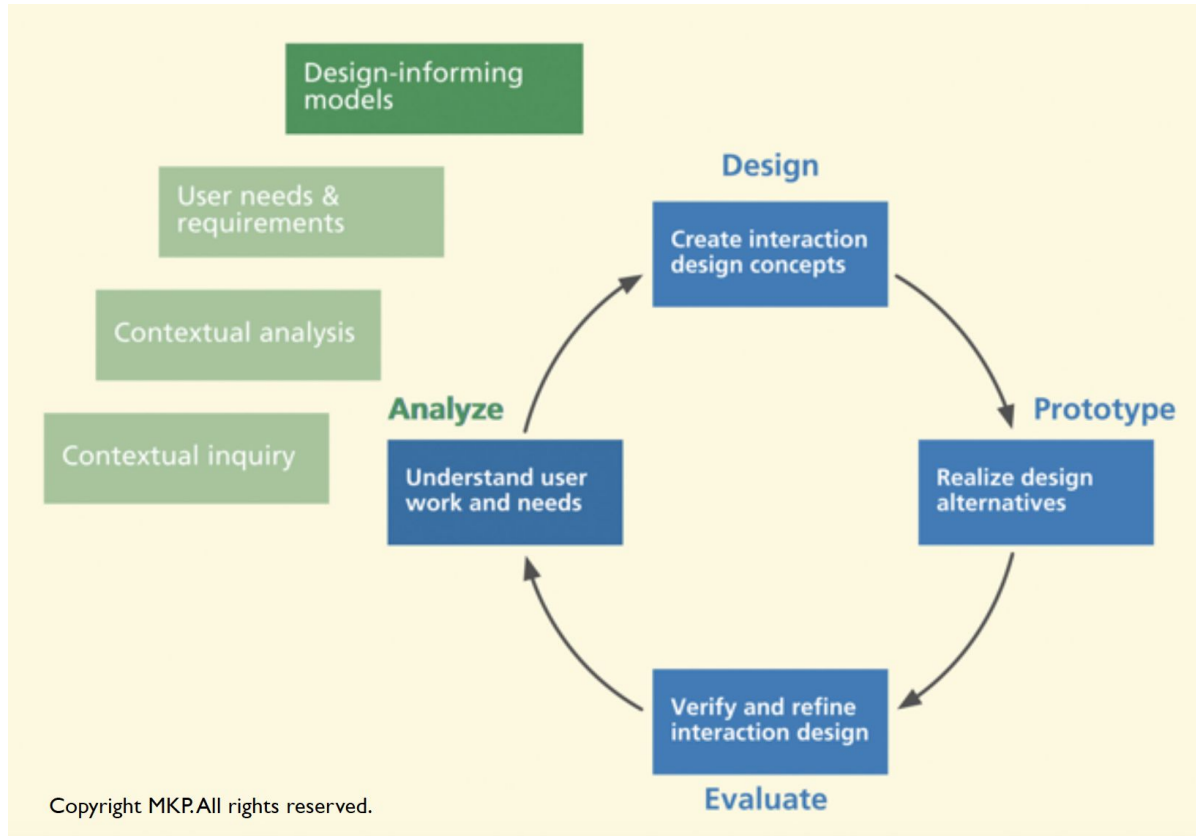 Design-informing
models
User needs &
requirements
Contextual analysis
Contextual inquiry
Design
Create interaction
design concepts
Analyze
Understand user
work and needs
Prototype
Realize design
alternatives
Verify and refine
interaction design
Evaluate
Copyright MKP. All rights reserved.